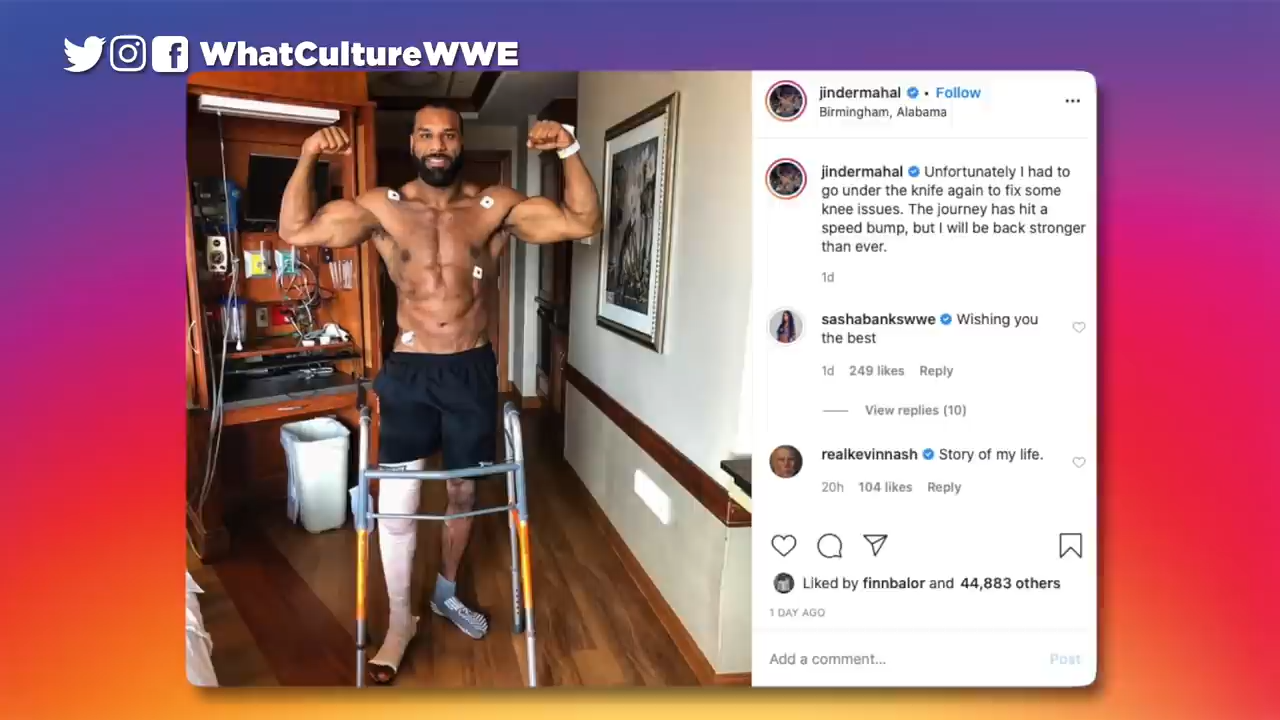 WhatCultureWWE
jindermahal • Follow
Birmingham, Alabama
jindermahal Unfortunately I had to
go under the knife again to fix some
knee issues. The journey has hit a
speed bump, but I will be back stronger
than ever.
1d
sashabankswwe Wishing you
the best
1d 249 likes Reply
View replies (10)
realkevinnash Story of my life.
20h 104 likes Reply
Liked by finnbalor and 44,883 others
1 DAY AGO
Add a comment... Post